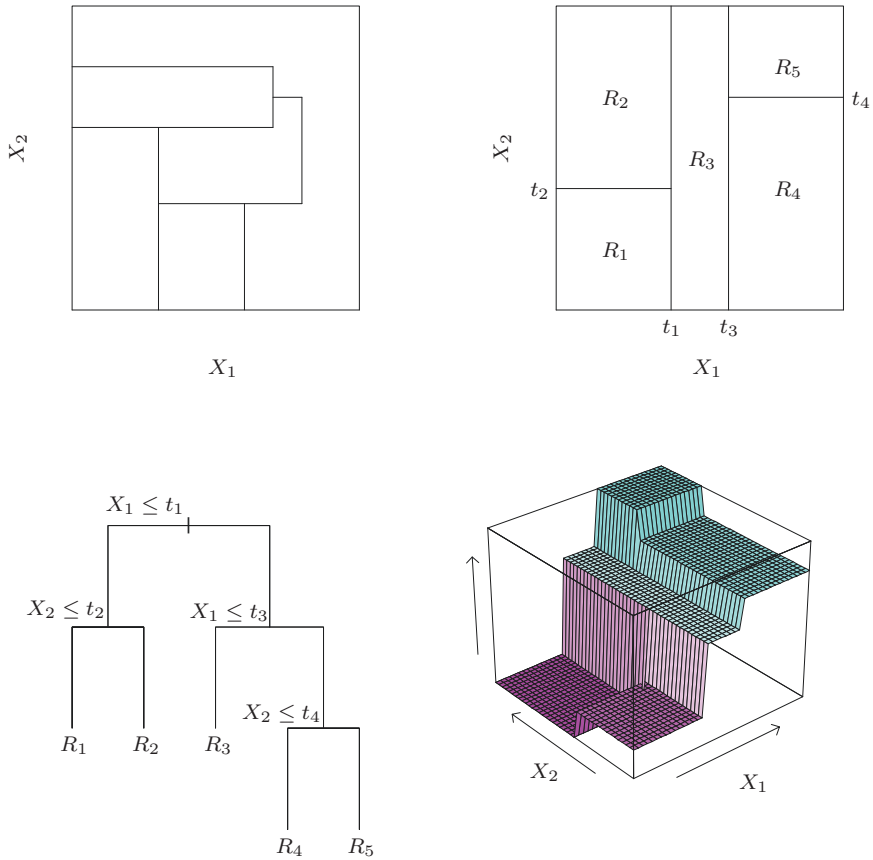 X₂
X₁
R₅
R₂
t₄
X₂
R₃
t₂
R₄
R₁
t₁
t₃
X₁
X₁ ≤ t₁
X₂ ≤ t₂
X₁ ≤ t₃
X₂ ≤ t₄
R₁
R₂
R₃
R₄
R₅
X₂
X₁